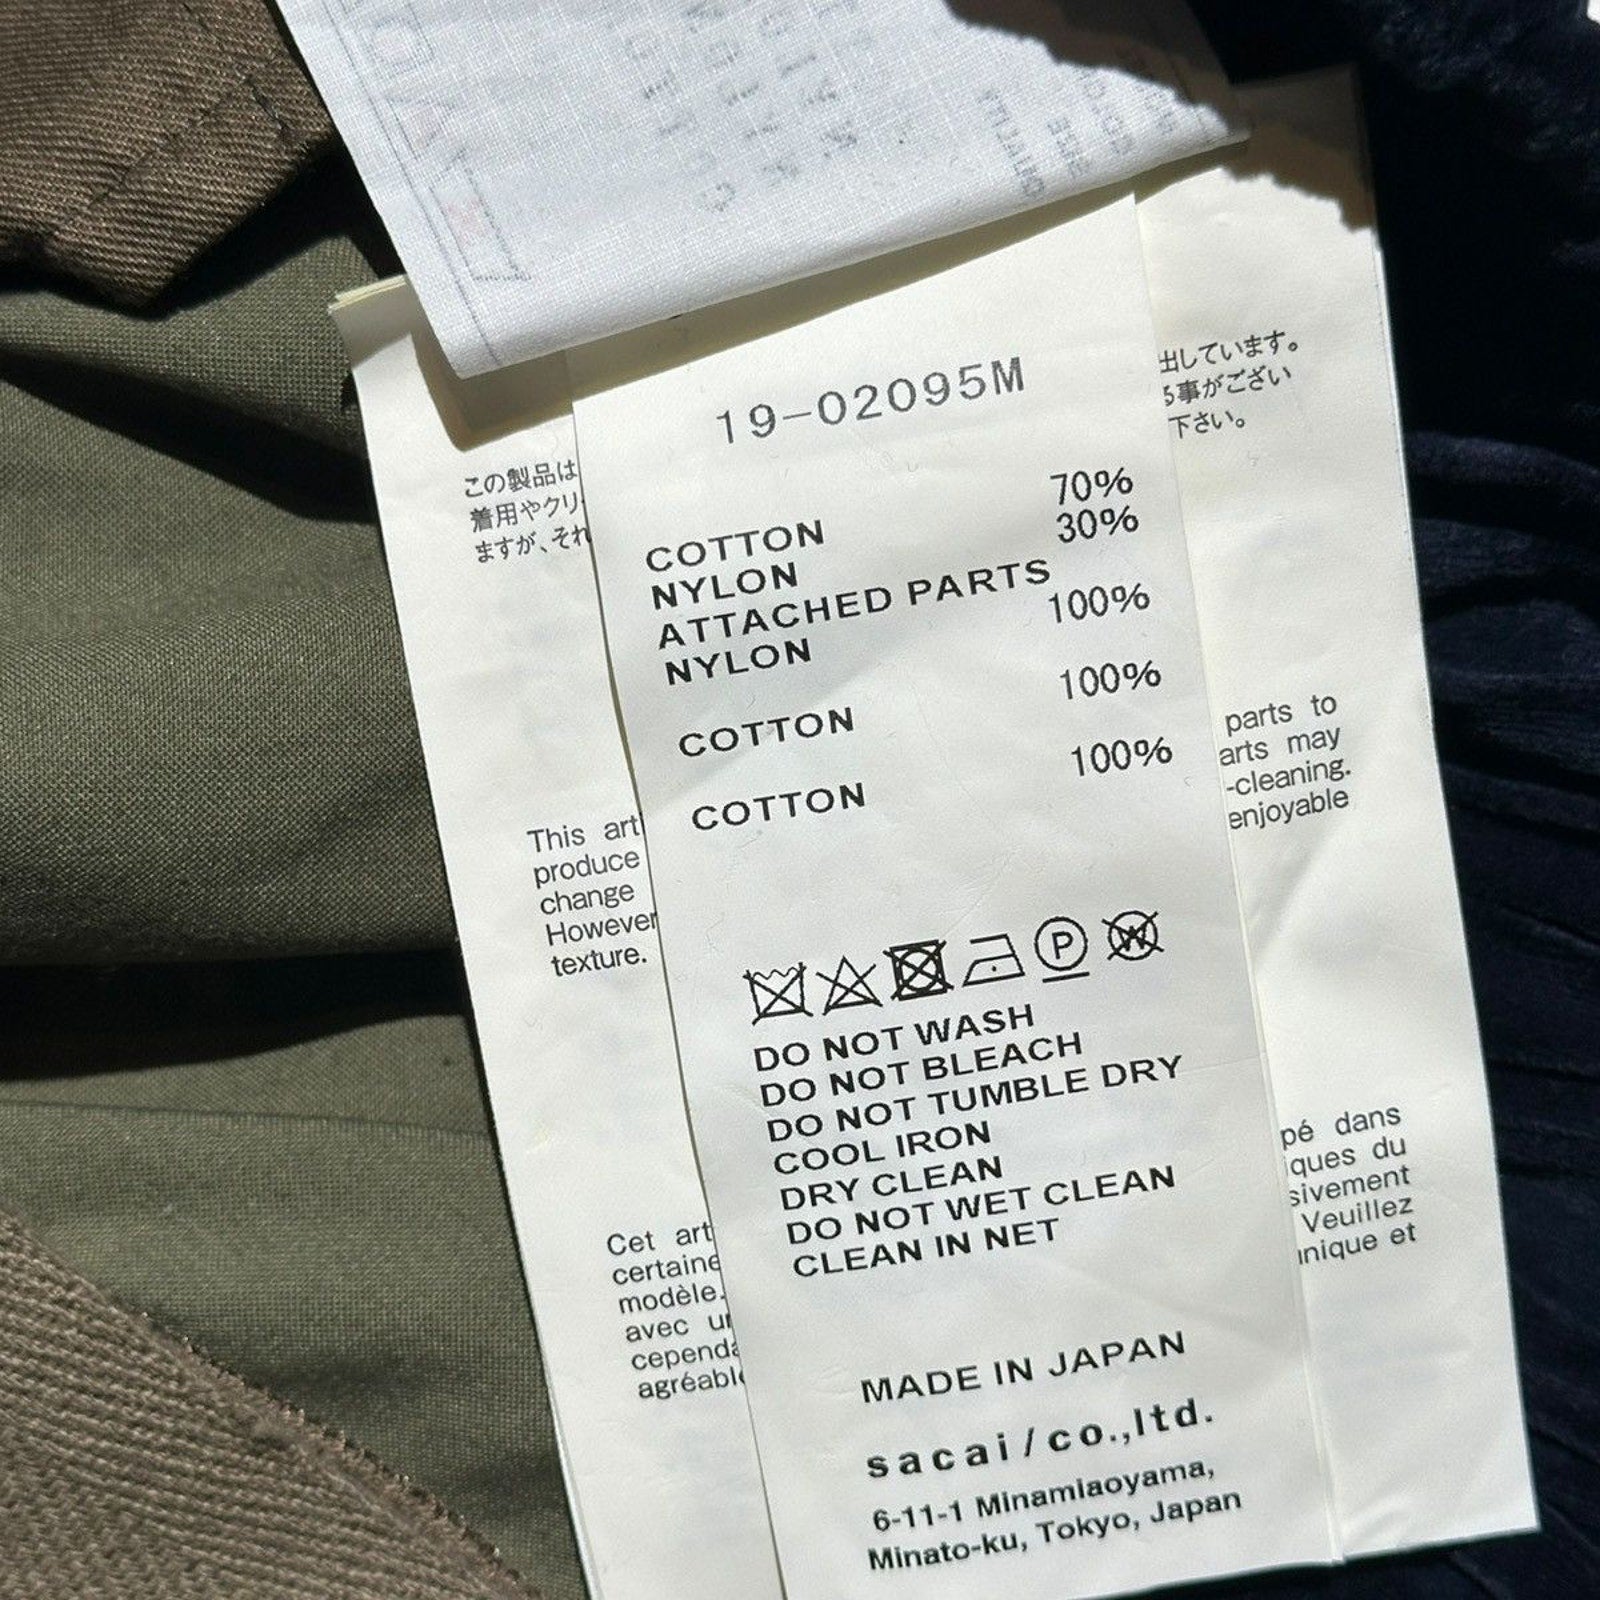 19-02095M
COTTON 70%
NYLON 30%
ATTACHED PARTS
NYLON 100%
COTTON 100%
COTTON 100%
P W
DO NOT WASH
DO NOT BLEACH
DO NOT TUMBLE DRY
COOL IRON
DRY CLEAN
DO NOT WET CLEAN
CLEAN IN NET
MADE IN JAPAN
sacai/co.,ltd.
6-11-1 Minamiaoyama,
Minato-ku, Tokyo, Japan
この製品は
着用やクリ
ますが、それ
出しています。
る事がござい
下さい。
This art
produce
change
However
texture.
parts to
arts may
-cleaning.
enjoyable
Cet art
certaine
modèle.
avec un
cependa
agréable
pé dans
iques du
sivement
Veuillez
unique et